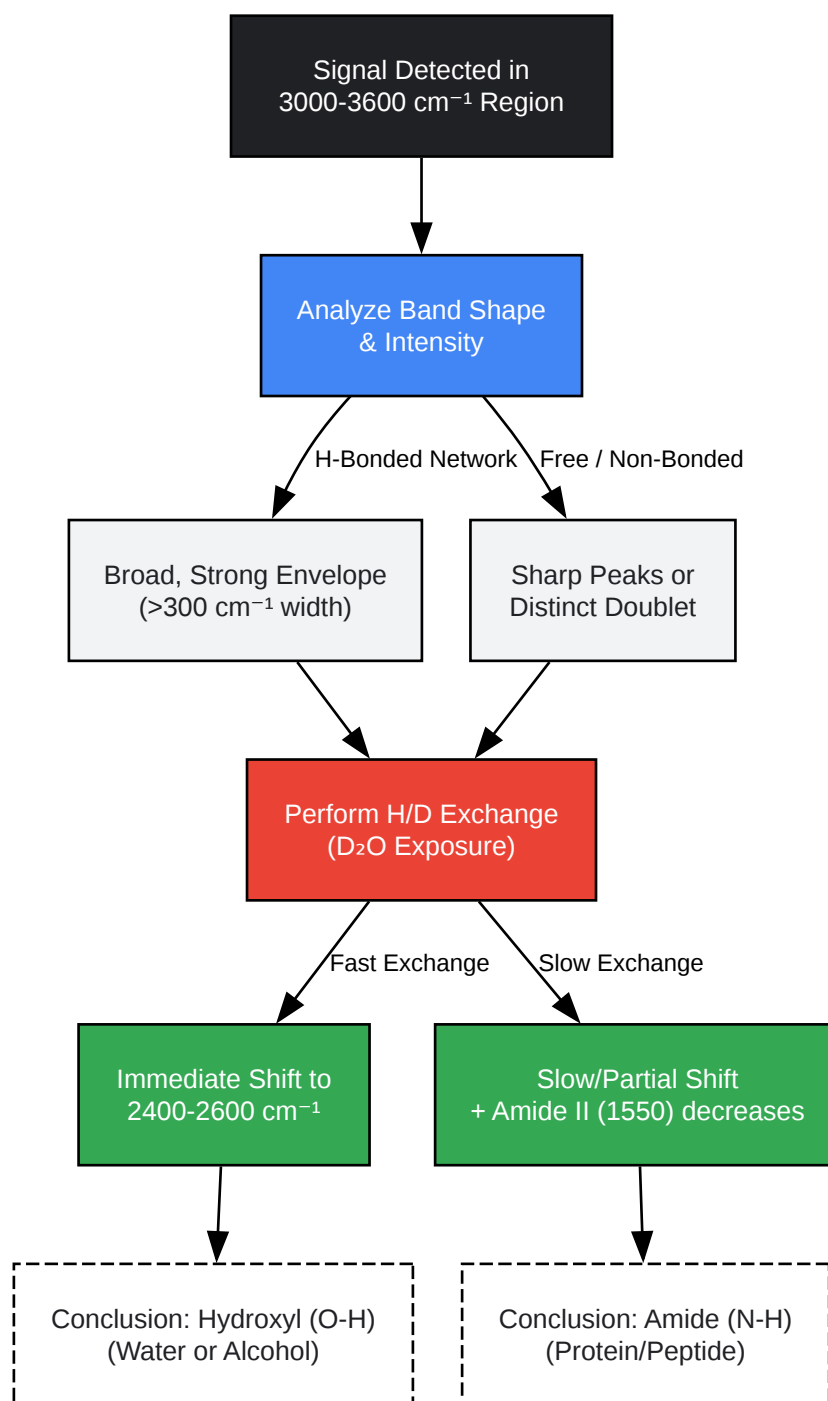 Signal Detected in
3000-3600 cm⁻¹ Region
Analyze Band Shape
& Intensity
H-Bonded Network
Free / Non-Bonded
Broad, Strong Envelope
(>300 cm⁻¹ width)
Sharp Peaks or
Distinct Doublet
Perform H/D Exchange
(D₂O Exposure)
Fast Exchange
Slow Exchange
Immediate Shift to
2400-2600 cm⁻¹
Slow/Partial Shift
+ Amide II (1550) decreases
Conclusion: Hydroxyl (O-H)
(Water or Alcohol)
Conclusion: Amide (N-H)
(Protein/Peptide)